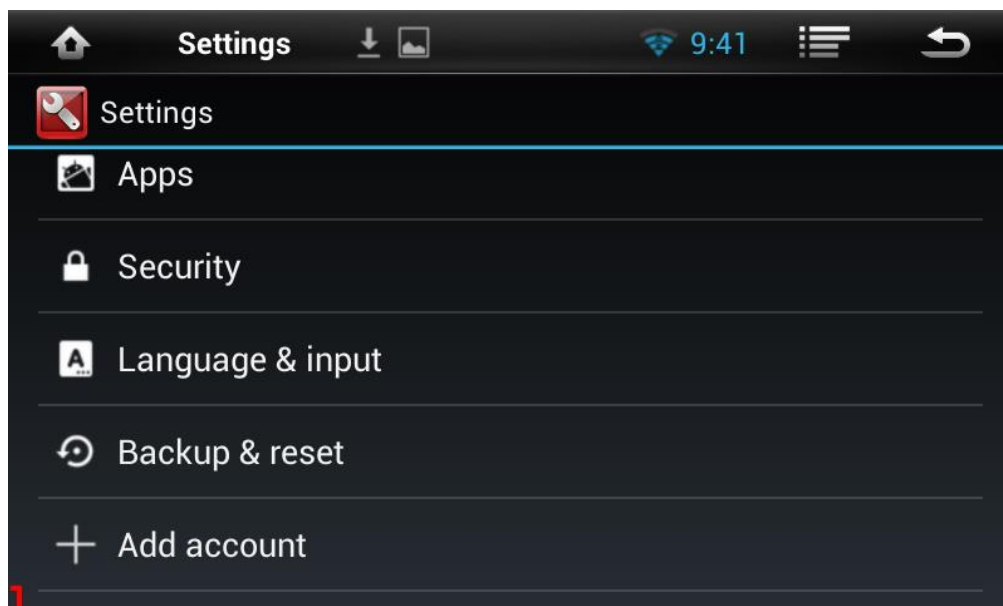 Settings 9:41
Settings
Apps
Security
Language & input
Backup & reset
Add account